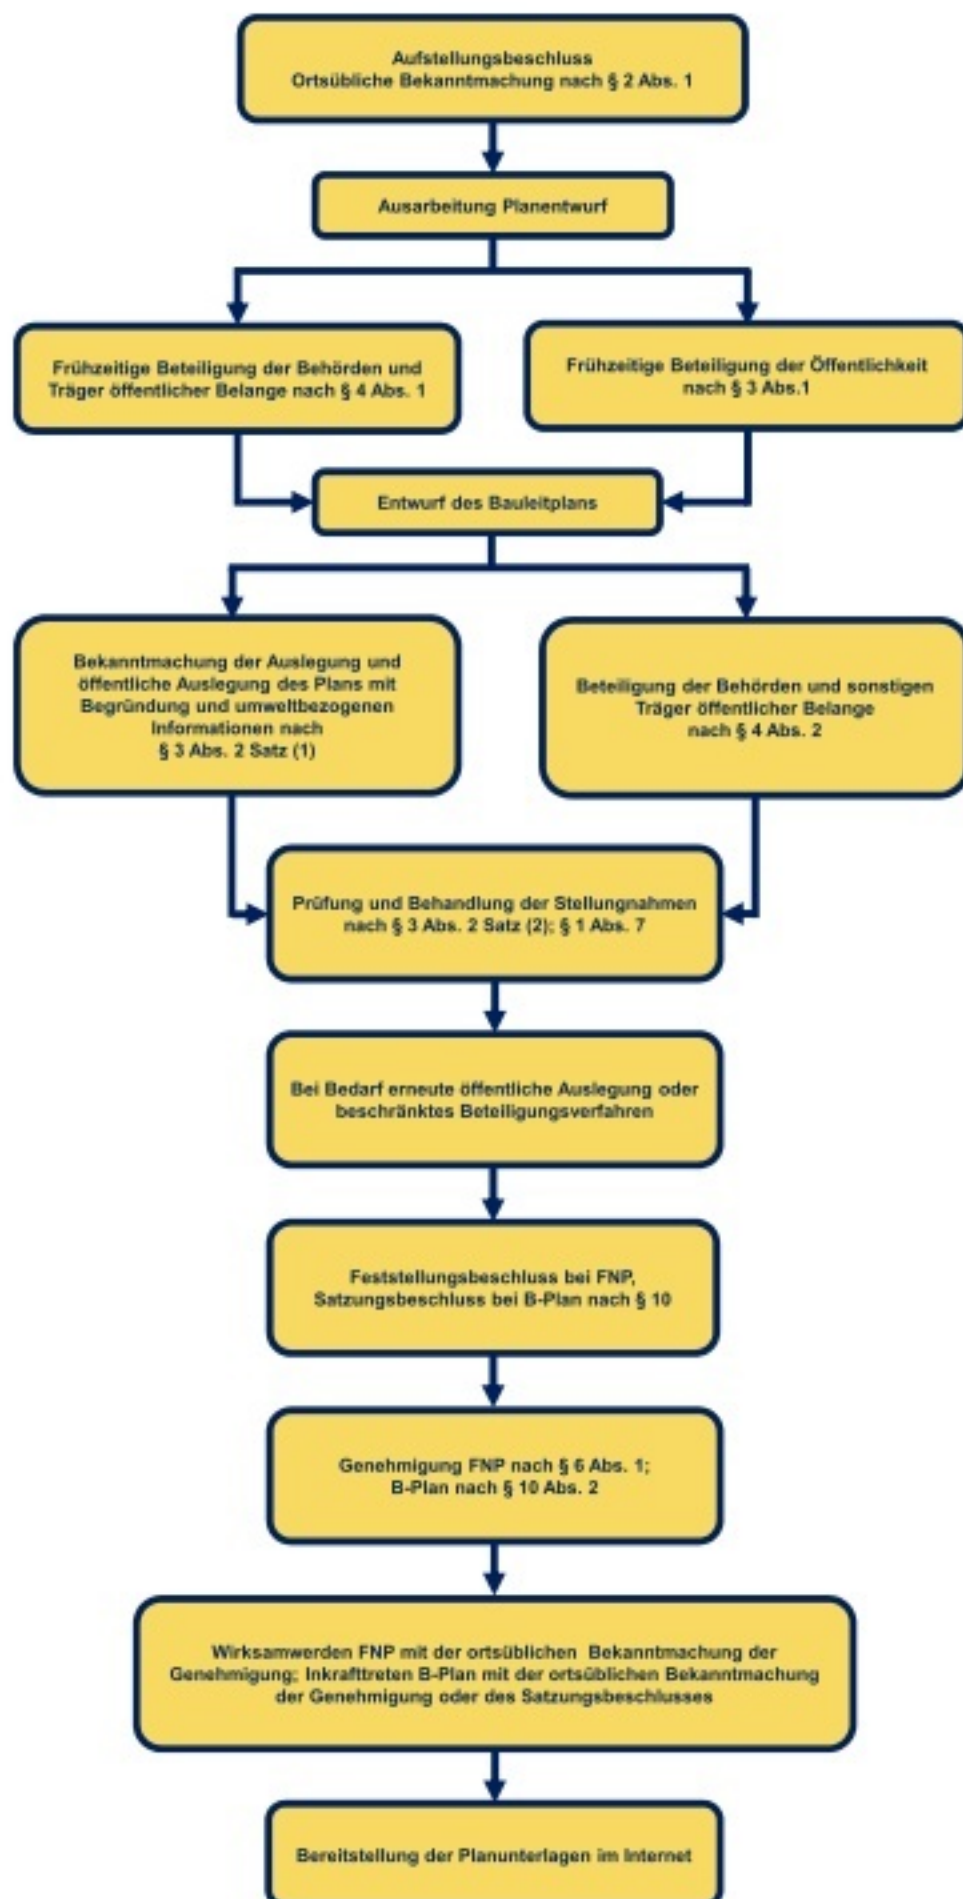 Aufstellungsbeschluss
Ortsübliche Bekanntmachung nach § 2 Abs. 1
Ausarbeitung Planentwurf
Frühzeitige Beteiligung der Behörden und
Träger öffentlicher Belange nach § 4 Abs. 1
Frühzeitige Beteiligung der Öffentlichkeit
nach § 3 Abs.1
Entwurf des Bauleitplans
Bekanntmachung der Auslegung und
öffentliche Auslegung des Plans mit
Begründung und umweltbezogenen
Informationen nach
§ 3 Abs. 2 Satz (1)
Beteiligung der Behörden und sonstigen
Träger öffentlicher Belange
nach § 4 Abs. 2
Prüfung und Behandlung der Stellungnahmen
nach § 3 Abs. 2 Satz (2); § 1 Abs. 7
Bei Bedarf erneute öffentliche Auslegung oder
beschränktes Beteiligungsverfahren
Feststellungsbeschluss bei FNP,
Satzungsbeschluss bei B-Plan nach § 10
Genehmigung FNP nach § 6 Abs. 1;
B-Plan nach § 10 Abs. 2
Wirksamwerden FNP mit der ortsüblichen Bekanntmachung der
Genehmigung; Inkrafttreten B-Plan mit der ortsüblichen Bekanntmachung
der Genehmigung oder des Satzungsbeschlusses
Bereitstellung der Planunterlagen im Internet